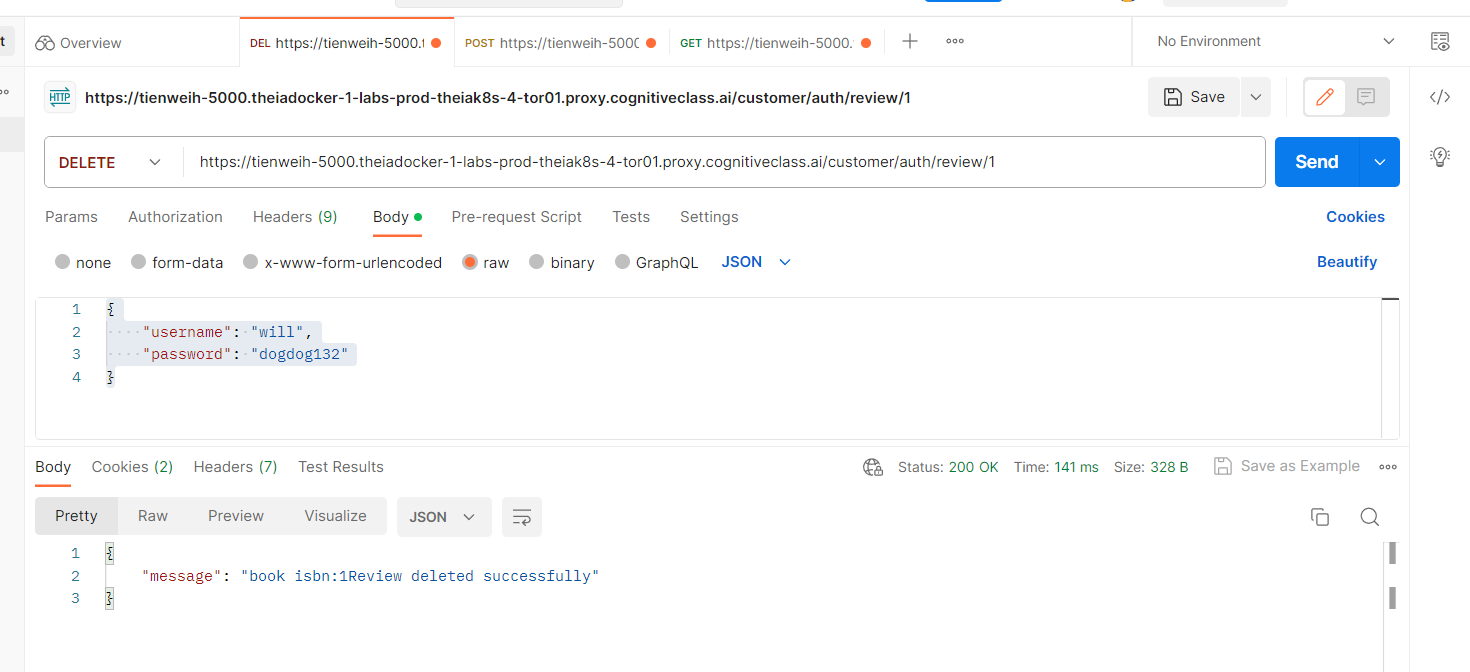 t
Overview
DEL https://tienweih-5000.t
POST https://tienweih-5000
GET https://tienweih-5000.
No Environment
HTTP https://tienweih-5000.theiadocker-1-labs-prod-theiak8s-4-tor01.proxy.cognitiveclass.ai/customer/auth/review/1
Save
DELETE https://tienweih-5000.theiadocker-1-labs-prod-theiak8s-4-tor01.proxy.cognitiveclass.ai/customer/auth/review/1 Send
Params Authorization Headers (9) Body Pre-request Script Tests Settings Cookies
none form-data x-www-form-urlencoded raw binary GraphQL JSON Beautify
1 {
2 ····"username":·"will",
3 ····"password":·"dogdog132"
4 }
Body Cookies (2) Headers (7) Test Results Status: 200 OK Time: 141 ms Size: 328 B Save as Example
Pretty Raw Preview Visualize JSON
1 {
2 "message": "book isbn:1Review deleted successfully"
3 }